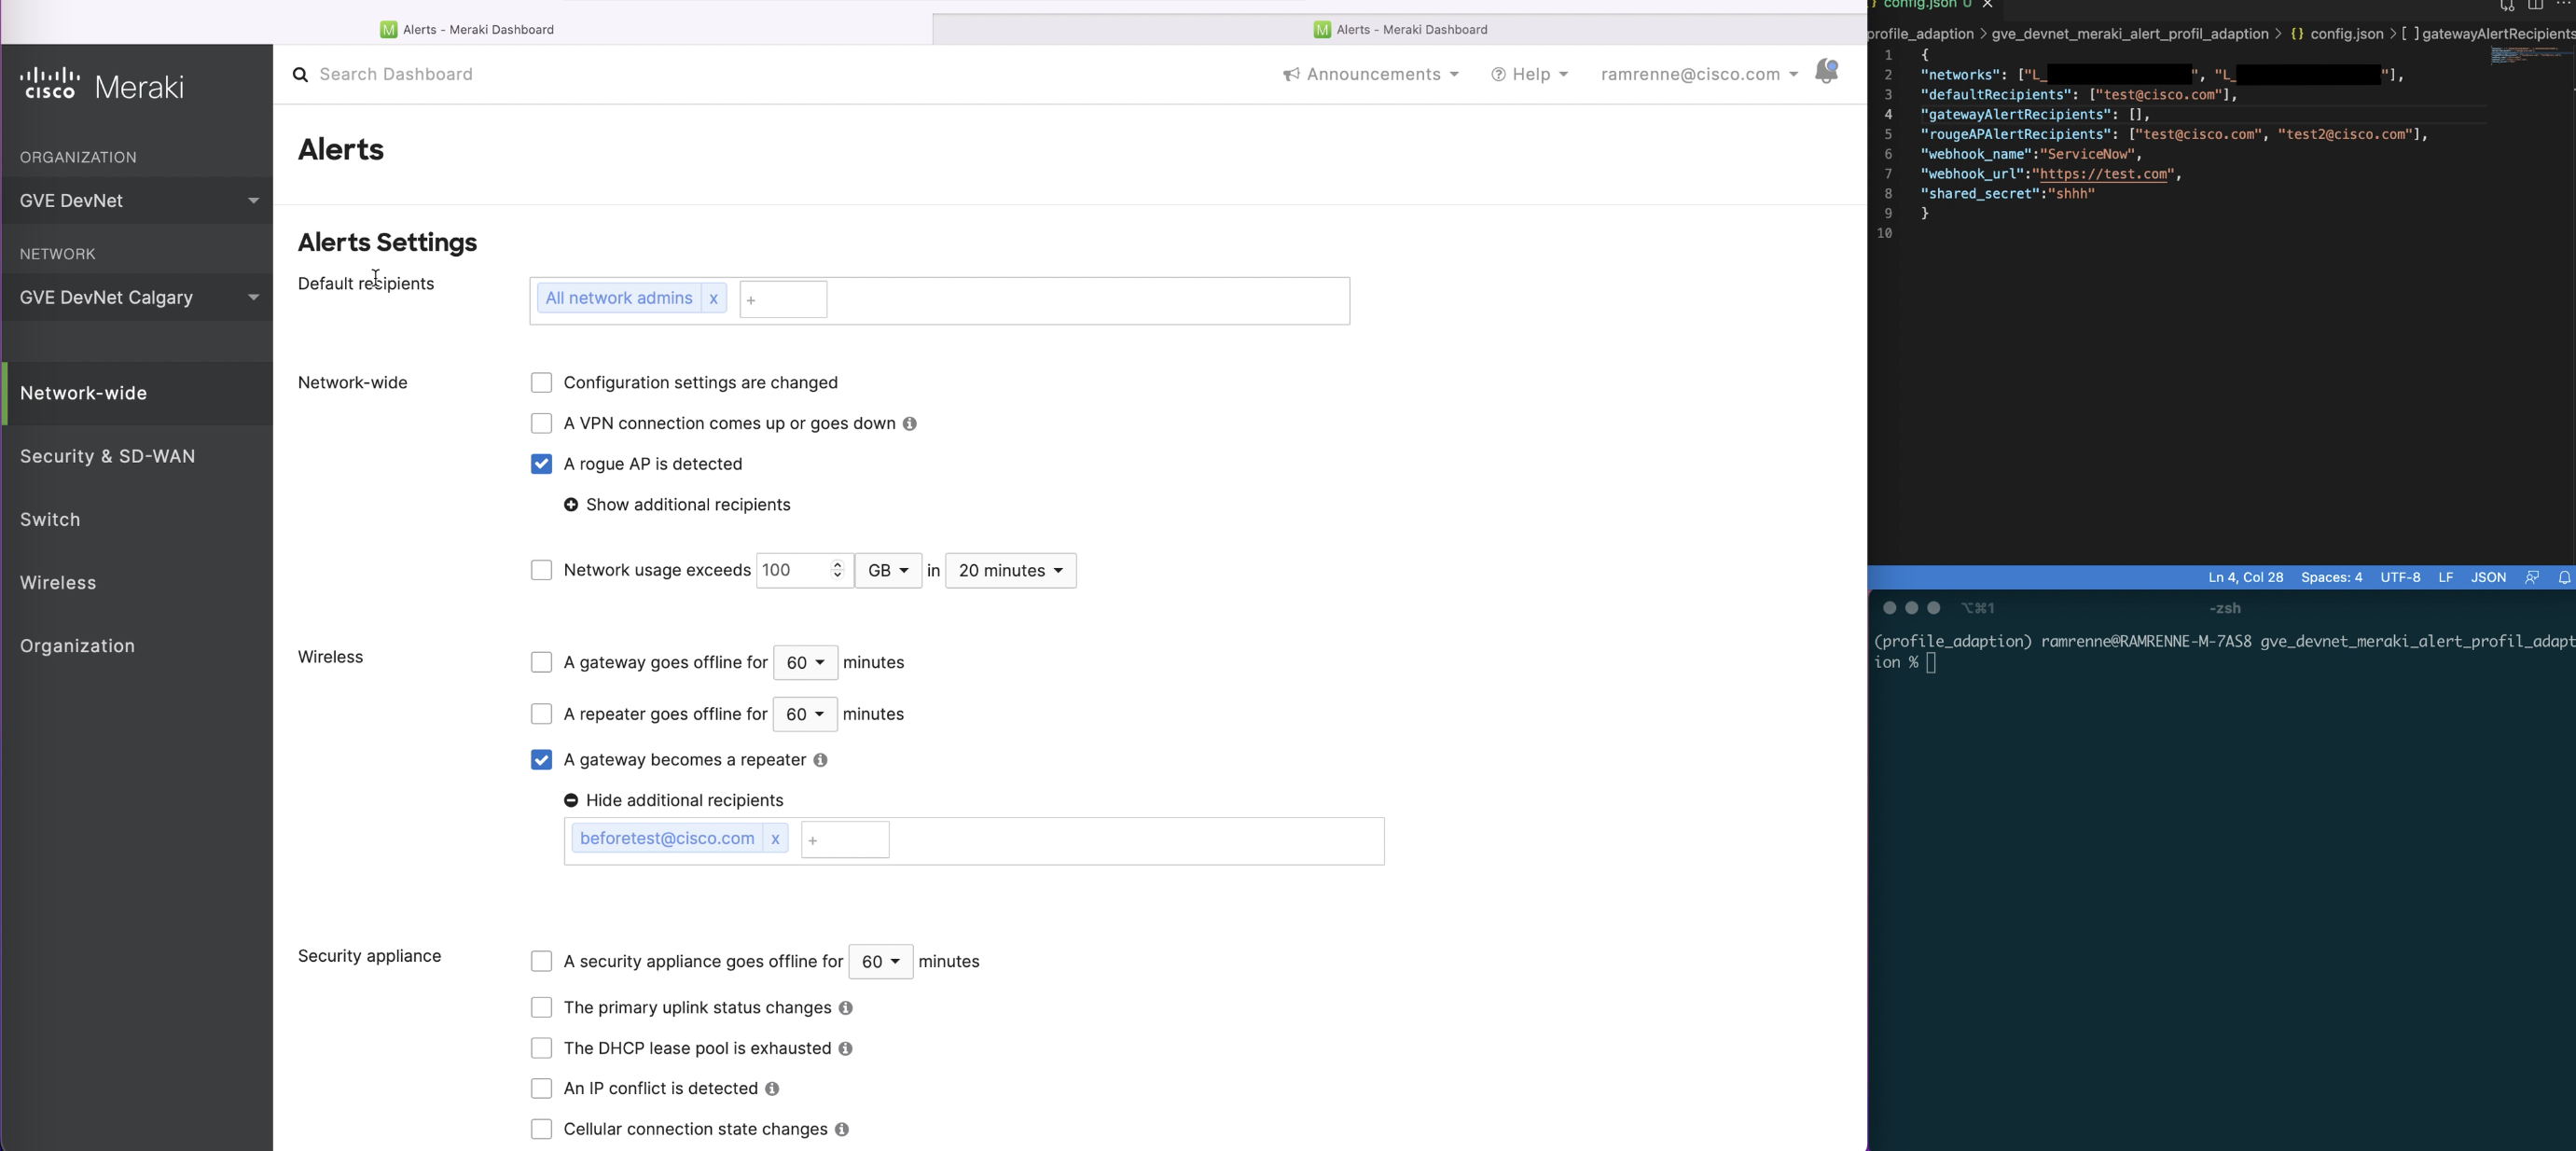 Alerts - Meraki Dashboard
Alerts - Meraki Dashboard
cisco Meraki
ORGANIZATION
GVE DevNet
NETWORK
GVE DevNet Calgary
Network-wide
Security & SD-WAN
Switch
Wireless
Organization
Search Dashboard
Announcements
Help
ramrenne@cisco.com
Alerts
Alerts Settings
Default recipients
All network admins x +
Network-wide
Configuration settings are changed
A VPN connection comes up or goes down
A rogue AP is detected
Show additional recipients
Network usage exceeds 100 GB in 20 minutes
Wireless
A gateway goes offline for 60 minutes
A repeater goes offline for 60 minutes
A gateway becomes a repeater
Hide additional recipients
beforetest@cisco.com x +
Security appliance
A security appliance goes offline for 60 minutes
The primary uplink status changes
The DHCP lease pool is exhausted
An IP conflict is detected
Cellular connection state changes
config.json U ×
profile_adaption > gve_devnet_meraki_alert_profil_adaption > {} config.json > [ ] gatewayAlertRecipients
1 {
2 "networks": ["L_ ", "L_ "],
3 "defaultRecipients": ["test@cisco.com"],
4 "gatewayAlertRecipients": [],
5 "rougeAPAlertRecipients": ["test@cisco.com", "test2@cisco.com"],
6 "webhook_name":"ServiceNow",
7 "webhook_url":"https://test.com",
8 "shared_secret":"shhh"
9 }
10
Ln 4, Col 28 Spaces: 4 UTF-8 LF JSON
⌥⌘1 -zsh
(profile_adaption) ramrenne@RAMRENNE-M-7AS8 gve_devnet_meraki_alert_profil_adapt
ion %